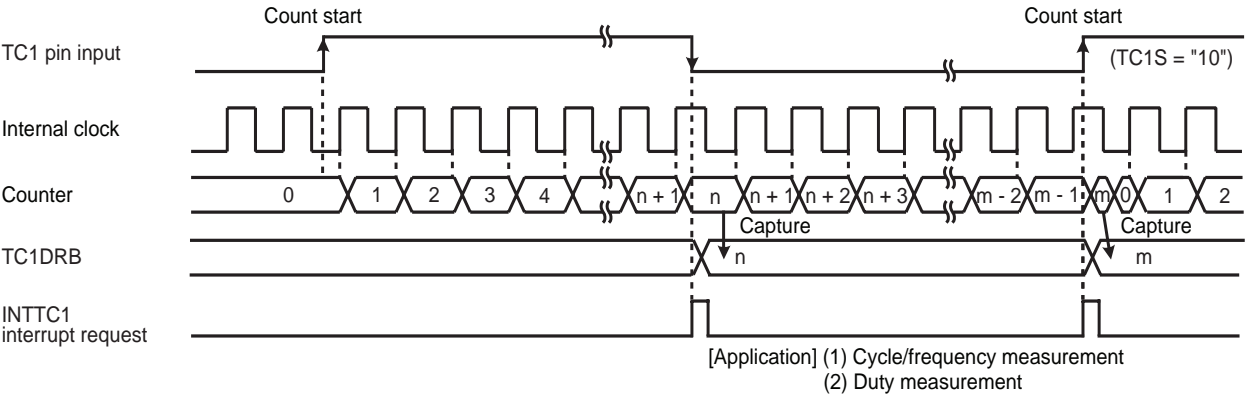 Count start Count start
TC1 pin input
(TC1S = "10")
Internal clock
Counter 0 1 2 3 4 n + 1 n n + 1 n + 2 n + 3 m - 2 m - 1 m 0 1 2
Capture Capture
TC1DRB n m
INTTC1
interrupt request
[Application] (1) Cycle/frequency measurement
(2) Duty measurement